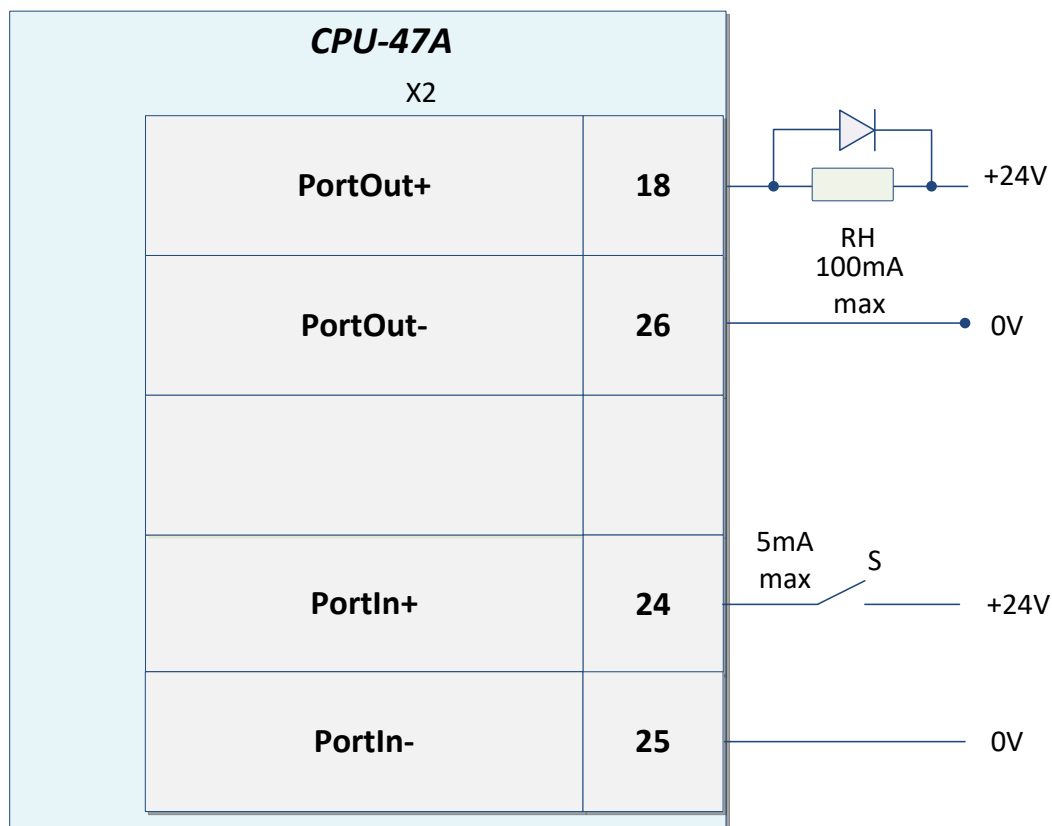 CPU-47A
X2
PortOut+ 18
+24V
RH
100mA
max
PortOut- 26
0V
5mA
max
S
PortIn+ 24
+24V
PortIn- 25
0V